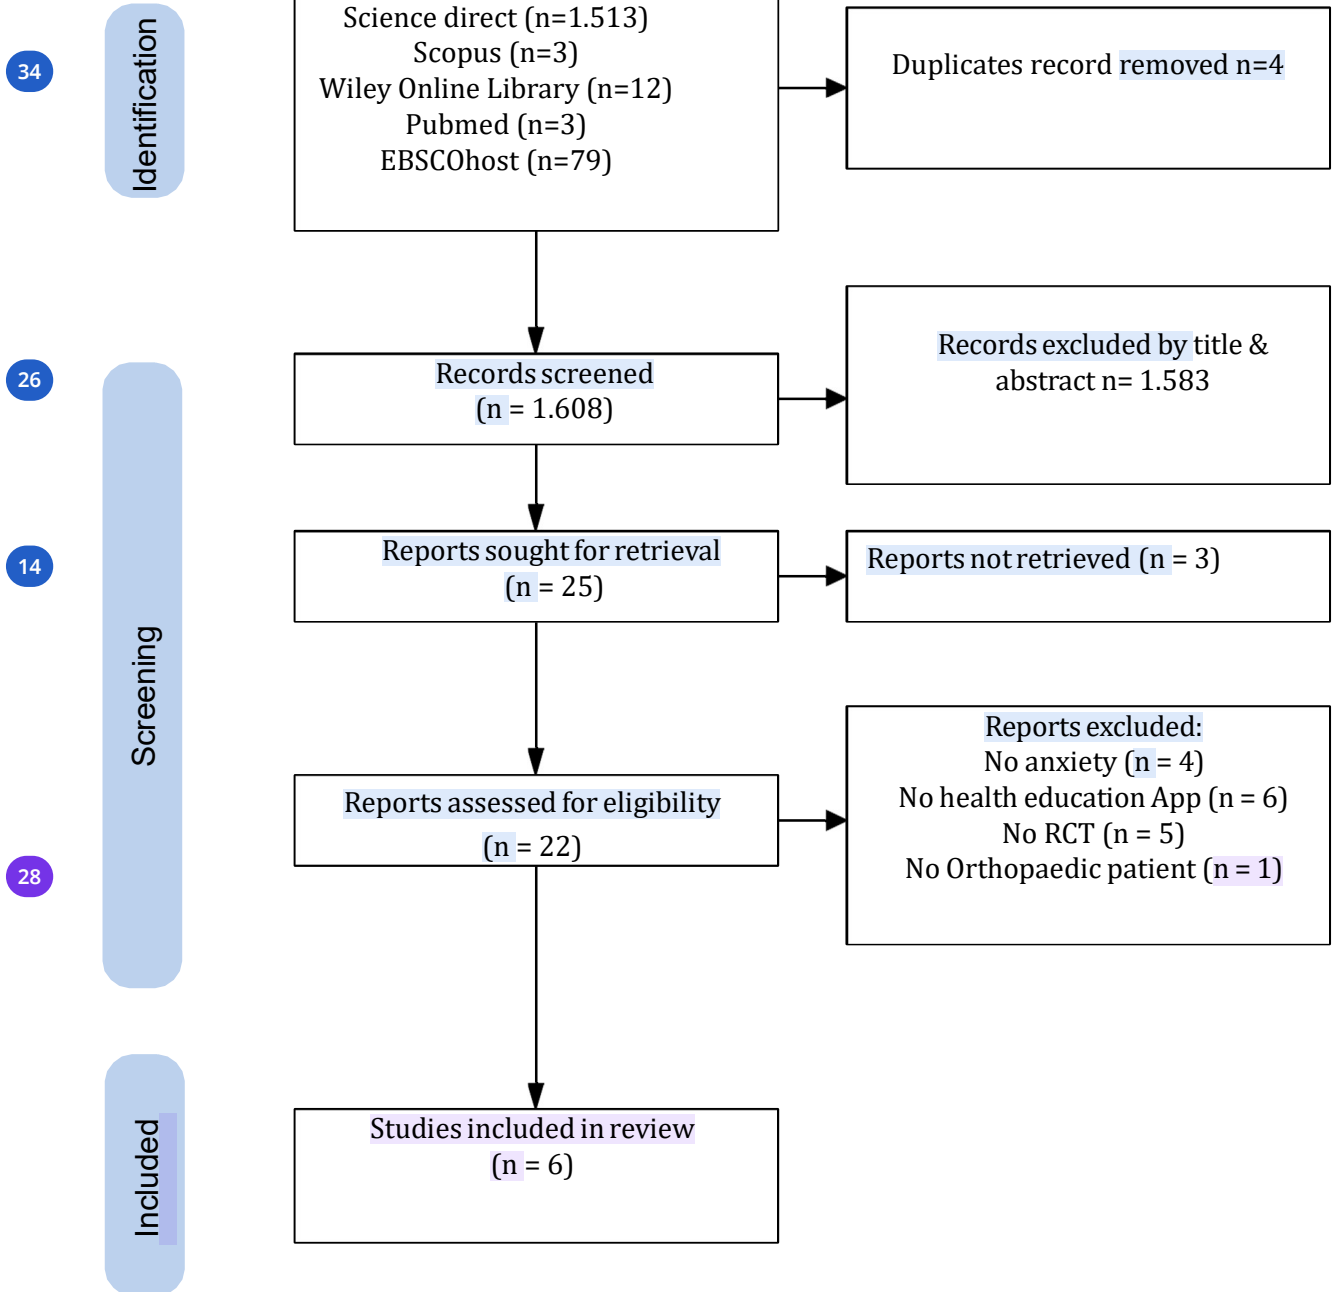 34
Identification
Science direct (n=1.513)
Scopus (n=3)
Wiley Online Library (n=12)
Pubmed (n=3)
EBSCOhost (n=79)
Duplicates record removed n=4
26
Records screened
(n = 1.608)
Records excluded by title &
abstract n= 1.583
14
Screening
Reports sought for retrieval
(n = 25)
Reports not retrieved (n = 3)
Reports assessed for eligibility
(n = 22)
Reports excluded:
No anxiety (n = 4)
No health education App (n = 6)
No RCT (n = 5)
No Orthopaedic patient (n = 1)
28
Included
Studies included in review
(n = 6)